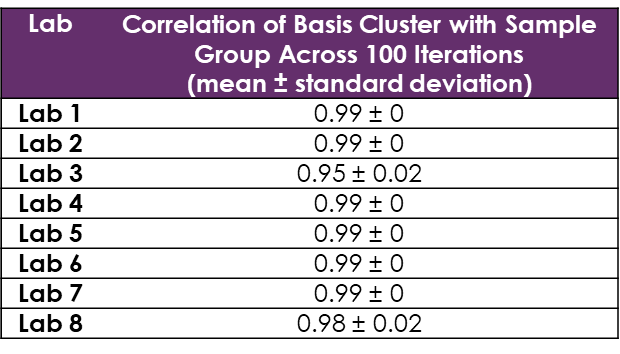 Lab Correlation of Basis Cluster with Sample
Group Across 100 Iterations
(mean ± standard deviation)
Lab 1 0.99 ± 0
Lab 2 0.99 ± 0
Lab 3 0.95 ± 0.02
Lab 4 0.99 ± 0
Lab 5 0.99 ± 0
Lab 6 0.99 ± 0
Lab 7 0.99 ± 0
Lab 8 0.98 ± 0.02